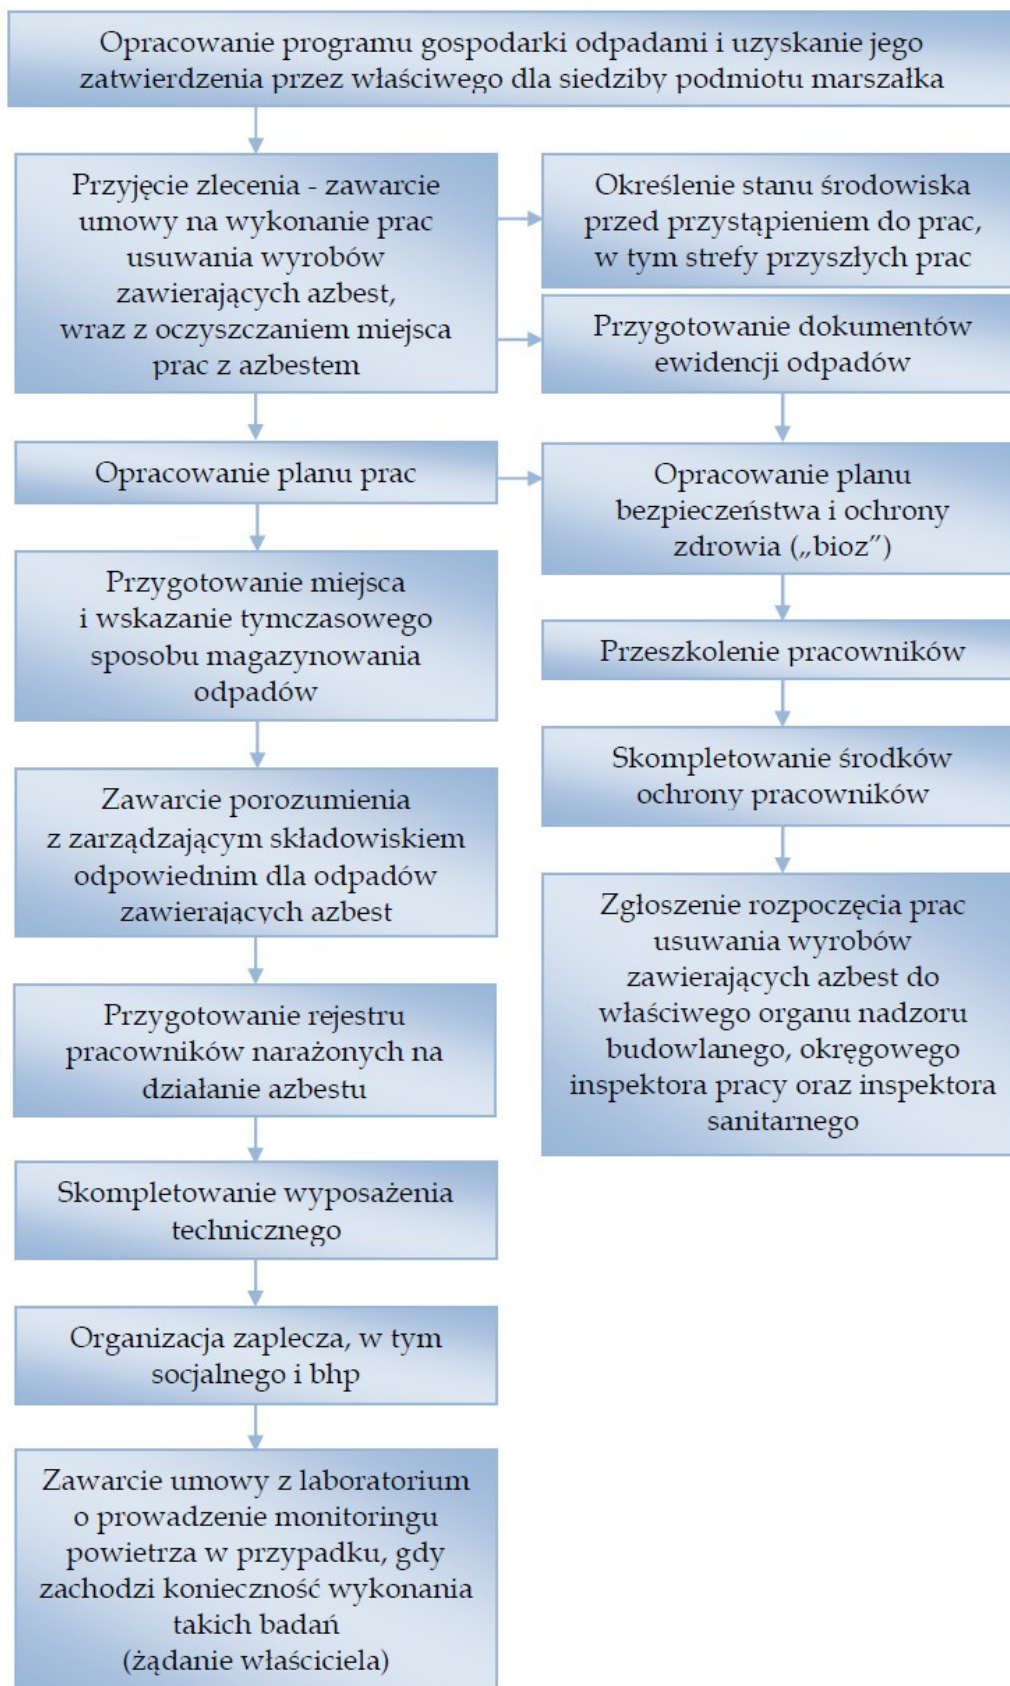 Opracowanie programu gospodarki odpadami i uzyskanie jego
zatwierdzenia przez właściwego dla siedziby podmiotu marszałka
Przyjęcie zlecenia - zawarcie
umowy na wykonanie prac
usuwania wyrobów
zawierających azbest,
wraz z oczyszczaniem miejsca
prac z azbestem
Określenie stanu środowiska
przed przystąpieniem do prac,
w tym strefy przyszłych prac
Przygotowanie dokumentów
ewidencji odpadów
Opracowanie planu prac
Opracowanie planu
bezpieczeństwa i ochrony
zdrowia („bioz”)
Przygotowanie miejsca
i wskazanie tymczasowego
sposobu magazynowania
odpadów
Przeszkolenie pracowników
Skompletowanie środków
ochrony pracowników
Zawarcie porozumienia
z zarządzającym składowiskiem
odpowiednim dla odpadów
zawierających azbest
Zgłoszenie rozpoczęcia prac
usuwania wyrobów
zawierających azbest do
właściwego organu nadzoru
budowlanego, okręgowego
inspektora pracy oraz inspektora
sanitarnego
Przygotowanie rejestru
pracowników narażonych na
działanie azbestu
Skompletowanie wyposażenia
technicznego
Organizacja zaplecza, w tym
socjalnego i bhp
Zawarcie umowy z laboratorium
o prowadzenie monitoringu
powietrza w przypadku, gdy
zachodzi konieczność wykonania
takich badań
(żądanie właściciela)